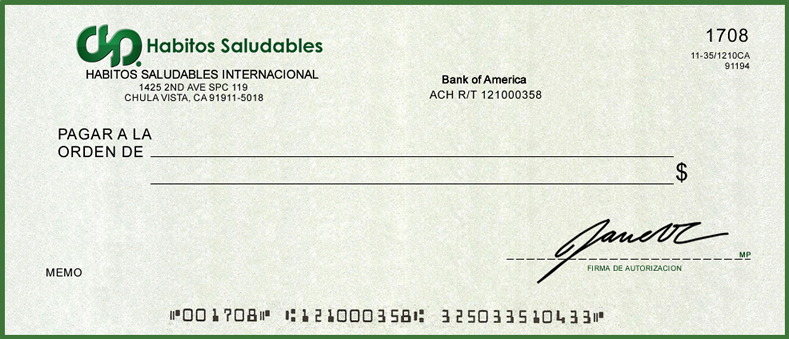 Habitos Saludables
HABITOS SALUDABLES INTERNACIONAL
1425 2ND AVE SPC 119
CHULA VISTA, CA 91911-5018
Bank of America
ACH R/T 121000358
1708
11-35/1210CA
91194
PAGAR A LA
ORDEN DE
$
MP
FIRMA DE AUTORIZACION
MEMO
⑈001708⑈ ⑆121000358⑆ 325033510433⑈